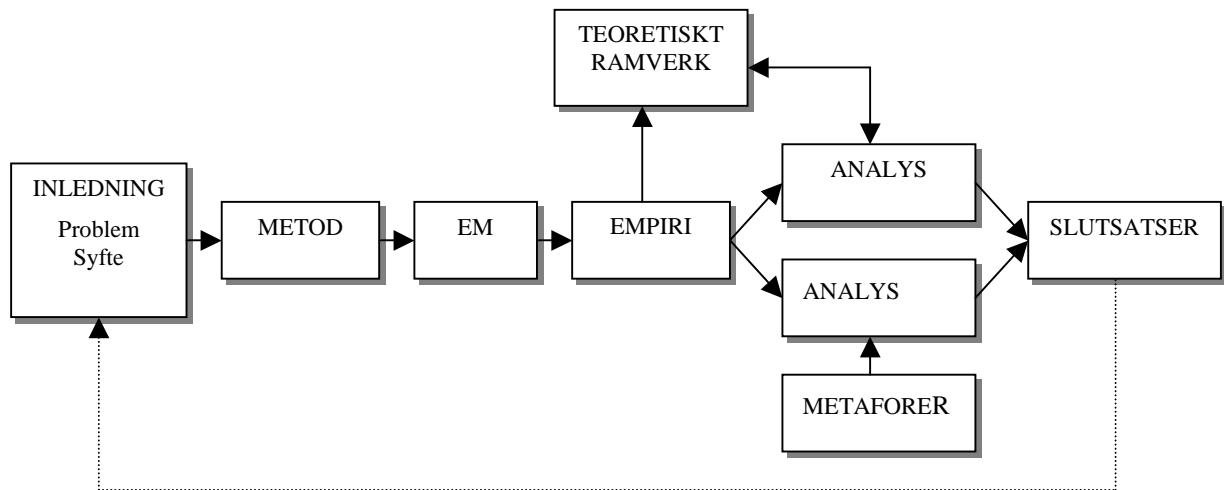 TEORETISKT
RAMVERK
INLEDNING
Problem
Syfte
METOD
EM
EMPIRI
ANALYS
ANALYS
METAFORER
SLUTSATSER